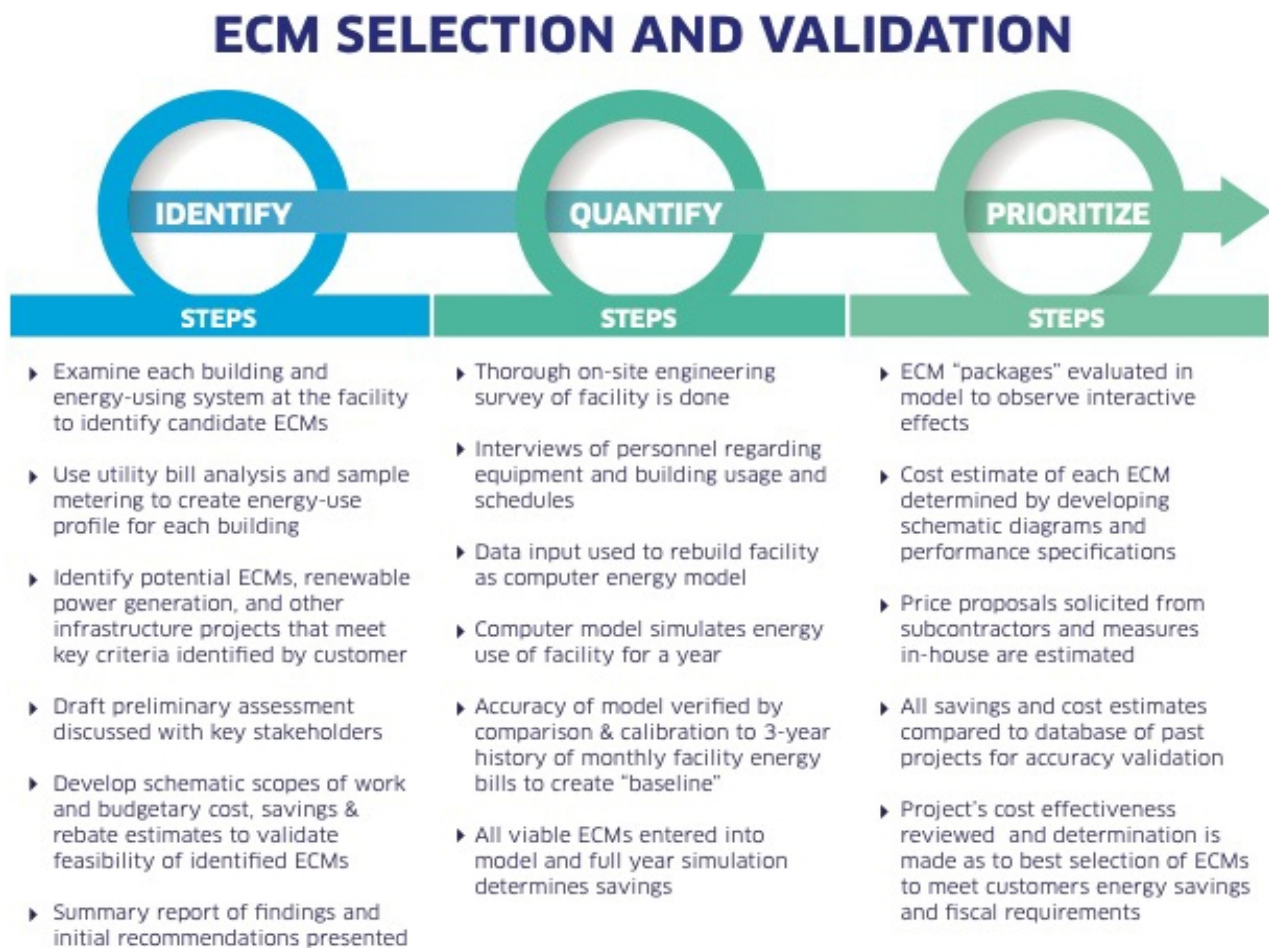 ECM SELECTION AND VALIDATION
IDENTIFY
QUANTIFY
PRIORITIZE
STEPS
Examine each building and
energy-using system at the facility
to identify candidate ECMs
Use utility bill analysis and sample
metering to create energy-use
profile for each building
Identify potential ECMs, renewable
power generation, and other
infrastructure projects that meet
key criteria identified by customer
Draft preliminary assessment
discussed with key stakeholders
Develop schematic scopes of work
and budgetary cost, savings &
rebate estimates to validate
feasibility of identified ECMs
Summary report of findings and
initial recommendations presented
STEPS
Thorough on-site engineering
survey of facility is done
Interviews of personnel regarding
equipment and building usage and
schedules
Data input used to rebuild facility
as computer energy model
Computer model simulates energy
use of facility for a year
Accuracy of model verified by
comparison & calibration to 3-year
history of monthly facility energy
bills to create "baseline"
All viable ECMs entered into
model and full year simulation
determines savings
STEPS
ECM "packages" evaluated in
model to observe interactive
effects
Cost estimate of each ECM
determined by developing
schematic diagrams and
performance specifications
Price proposals solicited from
subcontractors and measures
in-house are estimated
All savings and cost estimates
compared to database of past
projects for accuracy validation
Project's cost effectiveness
reviewed and determination is
made as to best selection of ECMs
to meet customers energy savings
and fiscal requirements